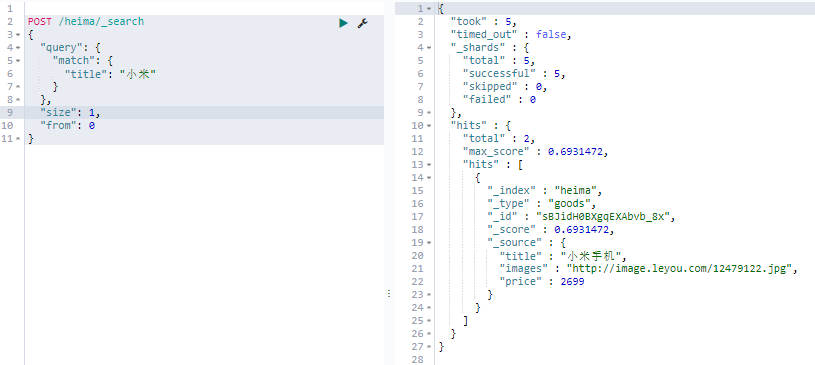 1
2 POST /heima/_search
3 {
4 "query": {
5 "match": {
6 "title": "小米"
7 }
8 },
9 "size": 1,
10 "from": 0
11 }
1 {
2 "took" : 5,
3 "timed_out" : false,
4 "_shards" : {
5 "total" : 5,
6 "successful" : 5,
7 "skipped" : 0,
8 "failed" : 0
9 },
10 "hits" : {
11 "total" : 2,
12 "max_score" : 0.6931472,
13 "hits" : [
14 {
15 "_index" : "heima",
16 "_type" : "goods",
17 "_id" : "sBJidH0BXgqEXAbvb_8x",
18 "_score" : 0.6931472,
19 "_source" : {
20 "title" : "小米手机",
21 "images" : "http://image.leyou.com/12479122.jpg",
22 "price" : 2699
23 }
24 }
25 ]
26 }
27 }
28